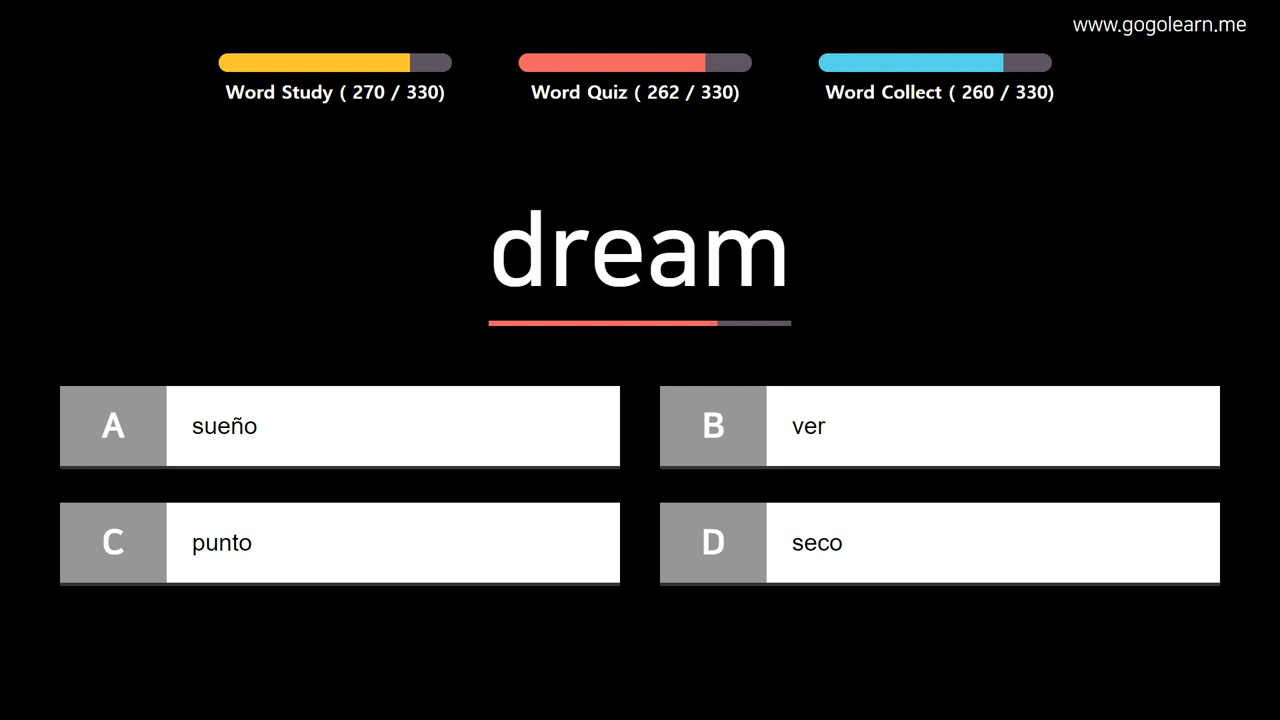 www.gogolearn.me
Word Study ( 270 / 330)
Word Quiz ( 262 / 330)
Word Collect ( 260 / 330)
dream
A sueño
B ver
C punto
D seco